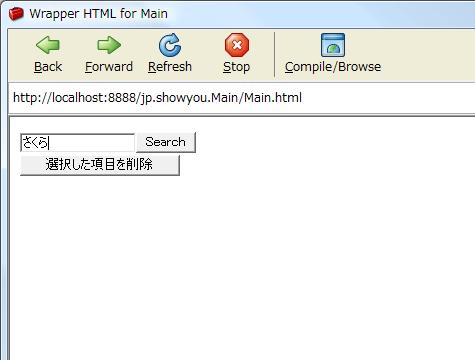 Wrapper HTML for Main
Back Forward Refresh Stop Compile/Browse
http://localhost:8888/jp.showyou.Main/Main.html
さくら Search
選択した項目を削除